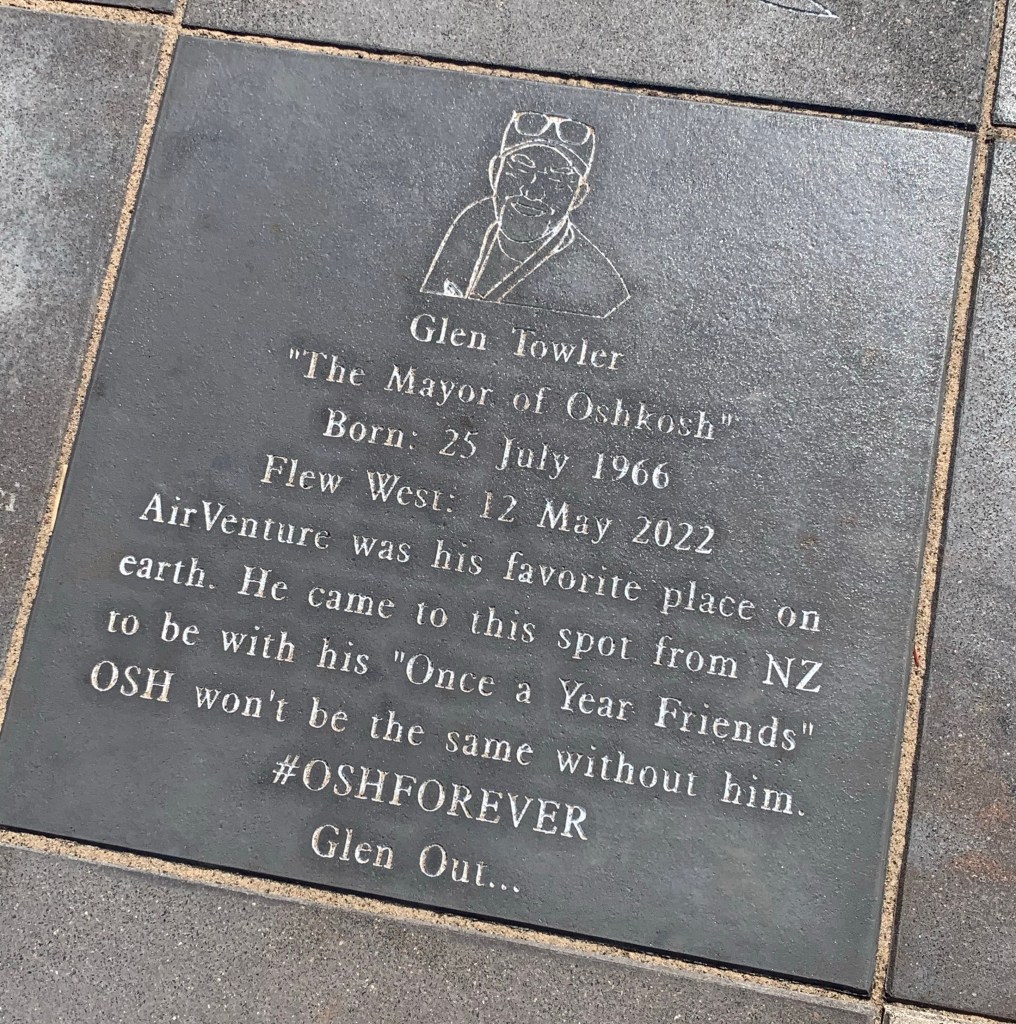 Glen Towler
"The Mayor of Oshkosh"
Born: 25 July 1966
Flew West: 12 May 2022
AirVenture was his favorite place on
earth. He came to this spot from NZ
to be with his "Once a Year Friends"
OSH won't be the same without him.
#OSHFOREVER
Glen Out...